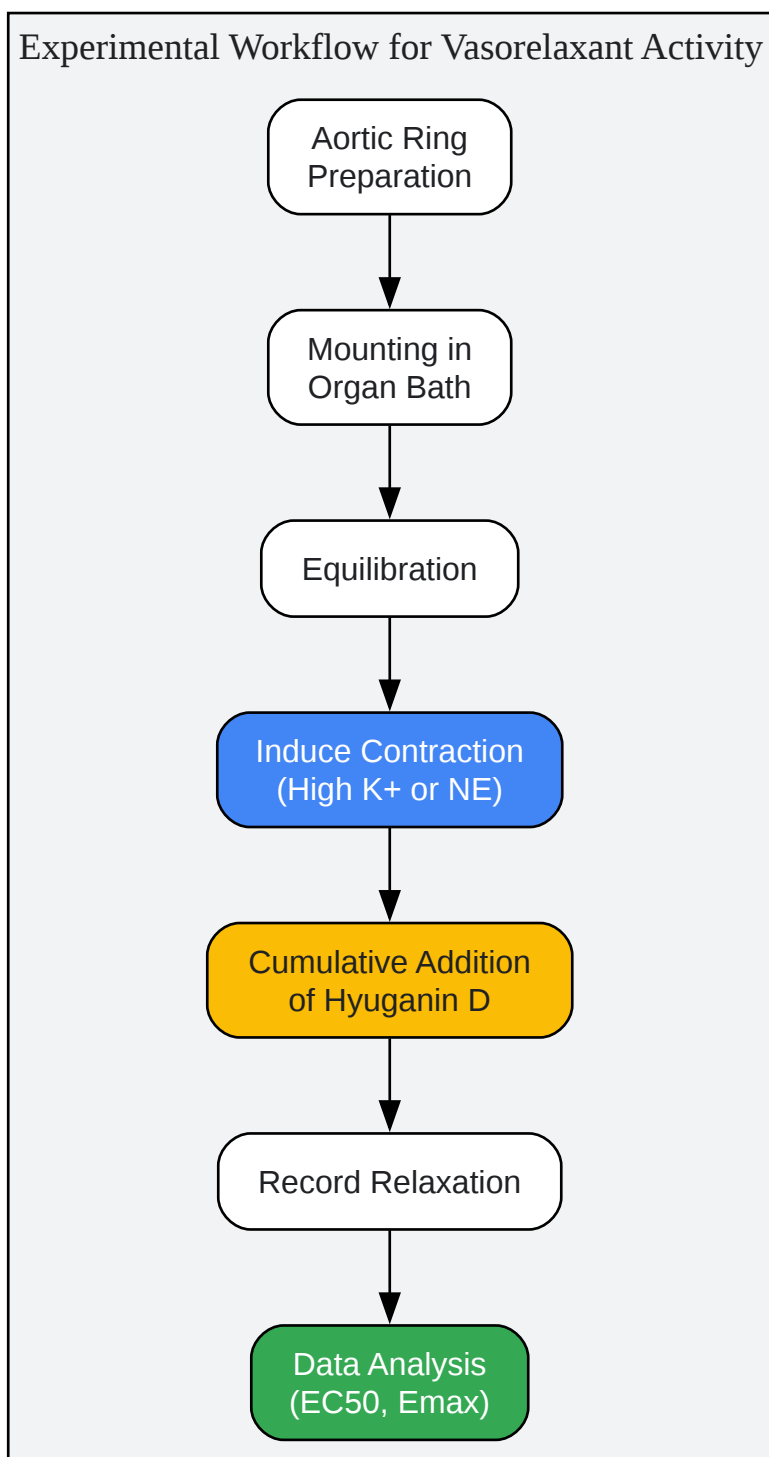 Experimental Workflow for Vasorelaxant Activity
Aortic Ring
Preparation
Mounting in
Organ Bath
Equilibration
Induce Contraction
(High K+ or NE)
Cumulative Addition
of Hyuganin D
Record Relaxation
Data Analysis
(EC50, Emax)